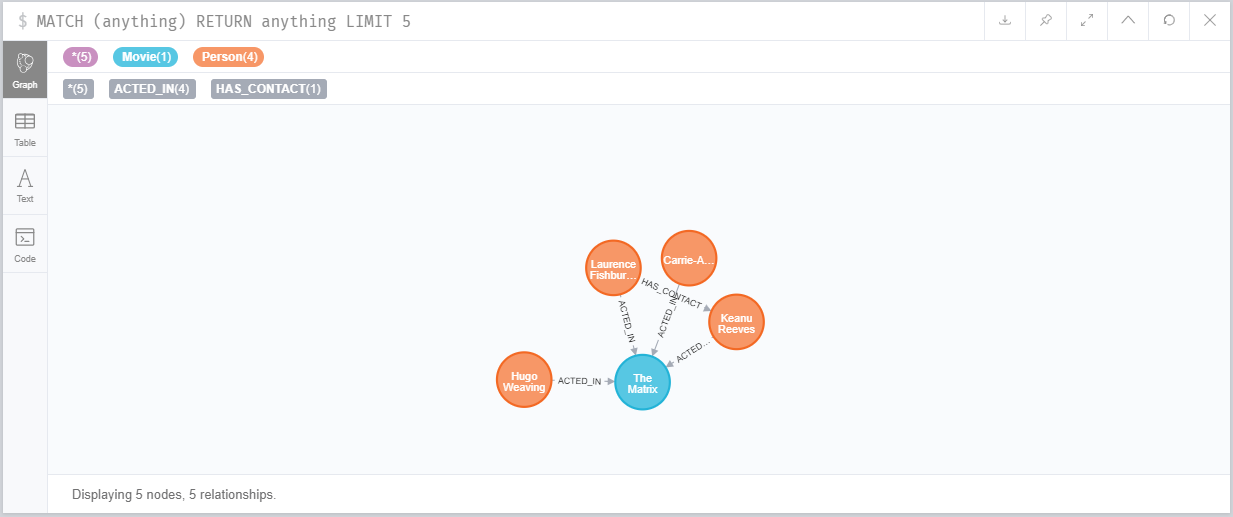 $ MATCH (anything) RETURN anything LIMIT 5
*(5) Movie(1) Person(4)
*(5) ACTED_IN(4) HAS_CONTACT(1)
Graph
Table
Text
Code
Laurence
Fishbur...
Carrie-A...
HAS_CONTACT
Keanu
Reeves
ACTED_IN
ACTED_IN
ACTED...
Hugo
Weaving
ACTED_IN
The
Matrix
Displaying 5 nodes, 5 relationships.